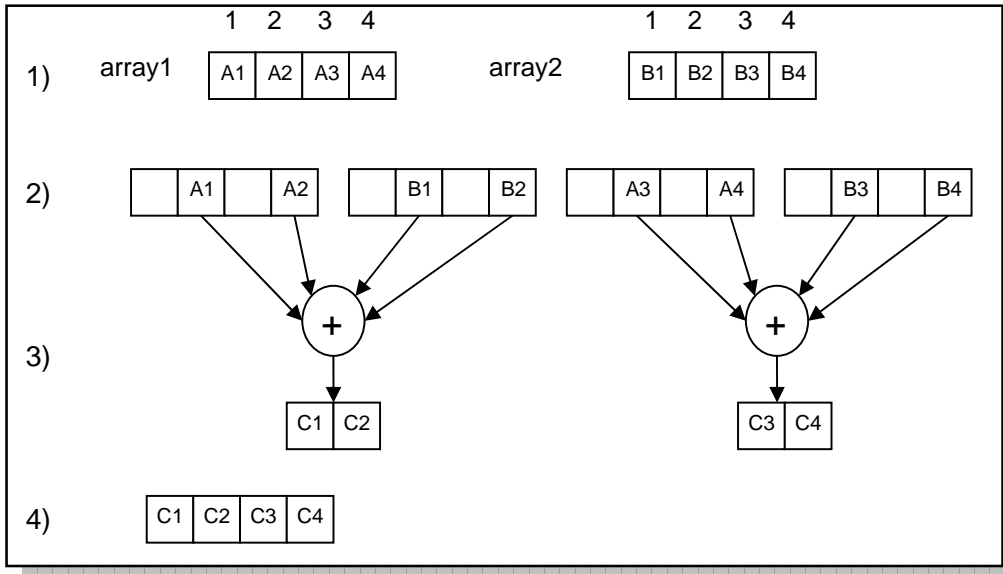 1 2 3 4 1 2 3 4
1) array1 A1 A2 A3 A4 array2 B1 B2 B3 B4
2) A1 A2 B1 B2 A3 A4 B3 B4
+ +
3)
C1 C2 C3 C4
4) C1 C2 C3 C4